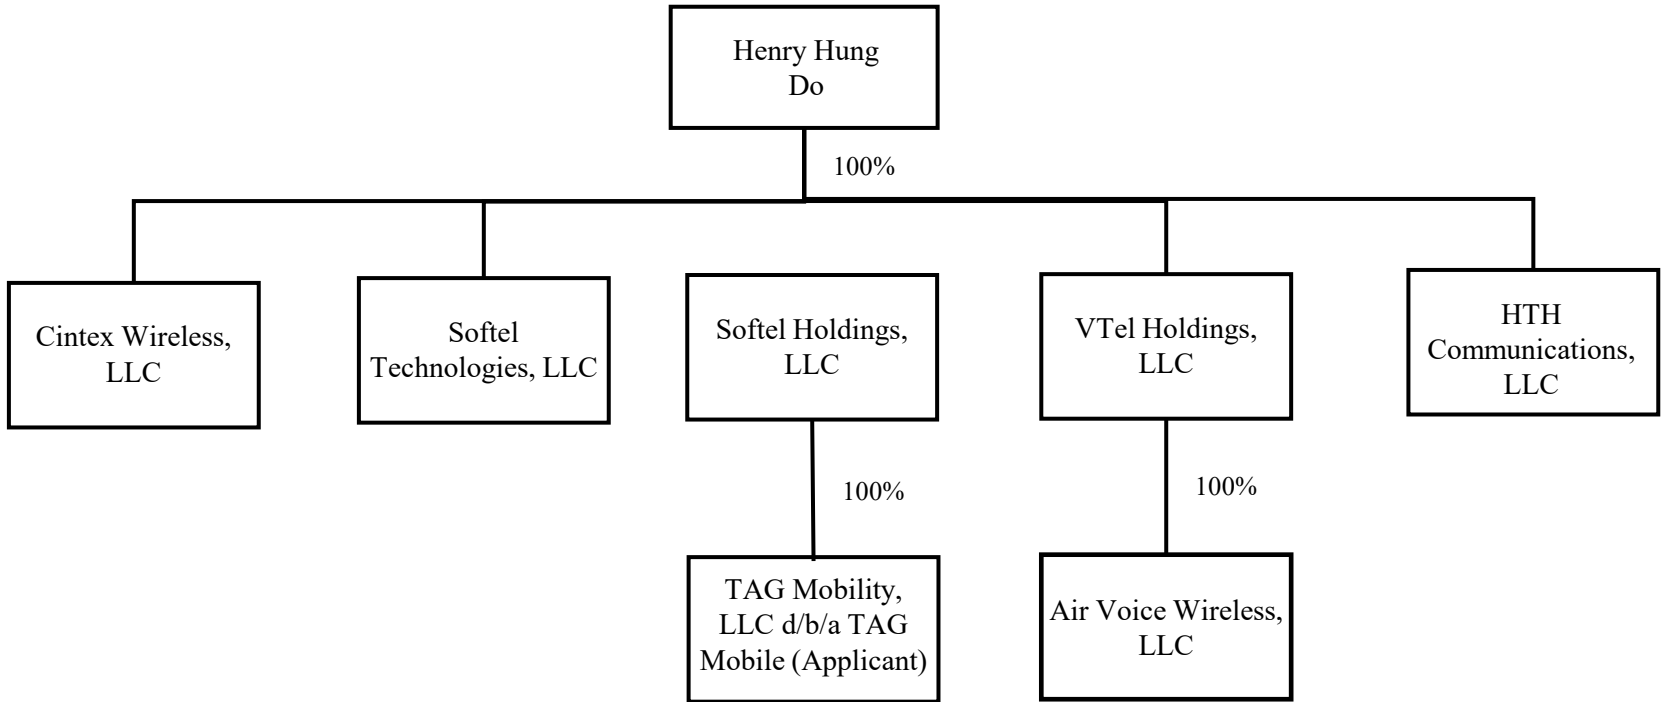 Henry Hung
Do
100%
Cintex Wireless,
LLC
Softel
Technologies, LLC
Softel Holdings,
LLC
VTel Holdings,
LLC
HTH
Communications,
LLC
100%
100%
TAG Mobility,
LLC d/b/a TAG
Mobile (Applicant)
Air Voice Wireless,
LLC